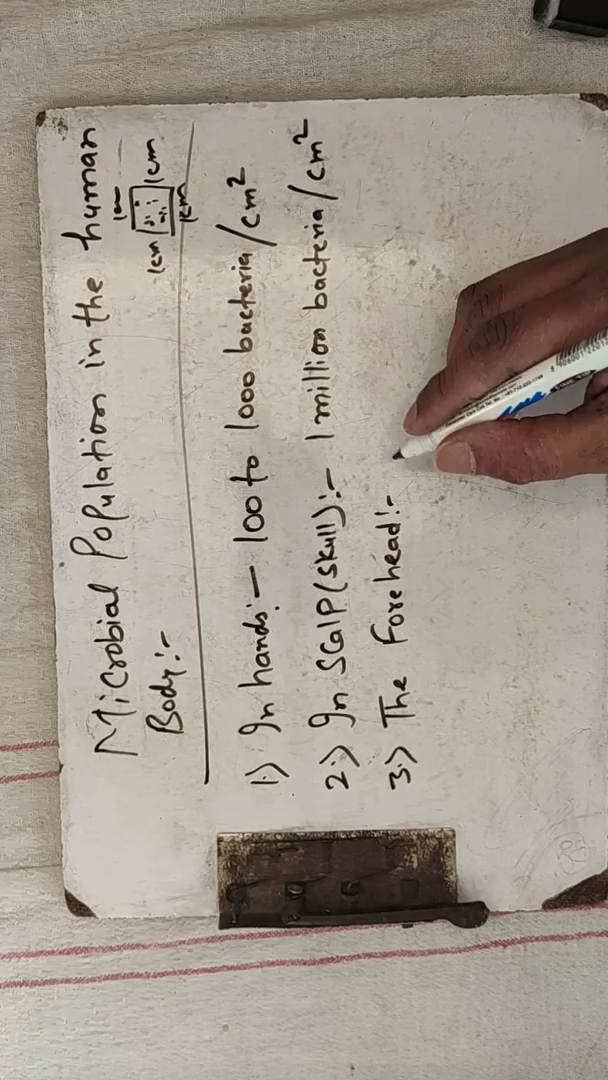 Microbial Population in the human
Body:-
1cm
1cm
1cm
1cm
1) In hands:- 100 to 1000 bacteria/cm²
2) In SCalP(skull):- 1 million bacteria/cm²
3) The Forehead:-